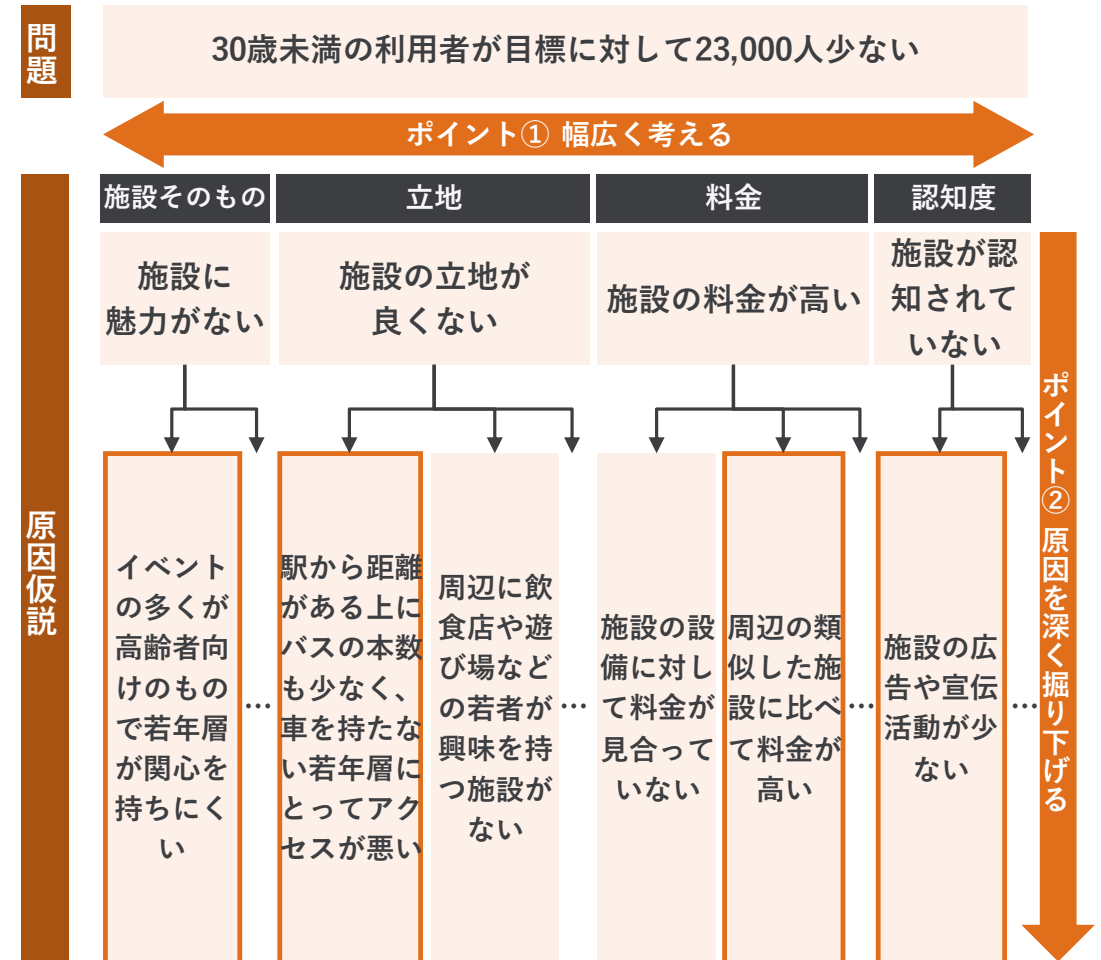 問題
30歳未満の利用者が目標に対して23,000人少ない
ポイント① 幅広く考える
施設そのもの
立地
料金
認知度
原因仮説
施設に
魅力がない
施設の立地が
良くない
施設の料金が高い
施設が認
知されて
いない
イベント
の多くが
高齢者向
けのもの
で若年層
が関心を
持ちにく
い
…
駅から距離
がある上に
バスの本数
も少なく、
車を持たな
い若年層に
とってアク
セスが悪い
周辺に飲
食店や遊
び場など
の若者が
興味を持
つ施設が
ない
…
施設の設
備に対し
て料金が
見合って
いない
周辺の類
似した施
設に比べ
て料金が
高い
…
施設の広
告や宣伝
活動が少
ない
…
ポイント② 原因を深く掘り下げる